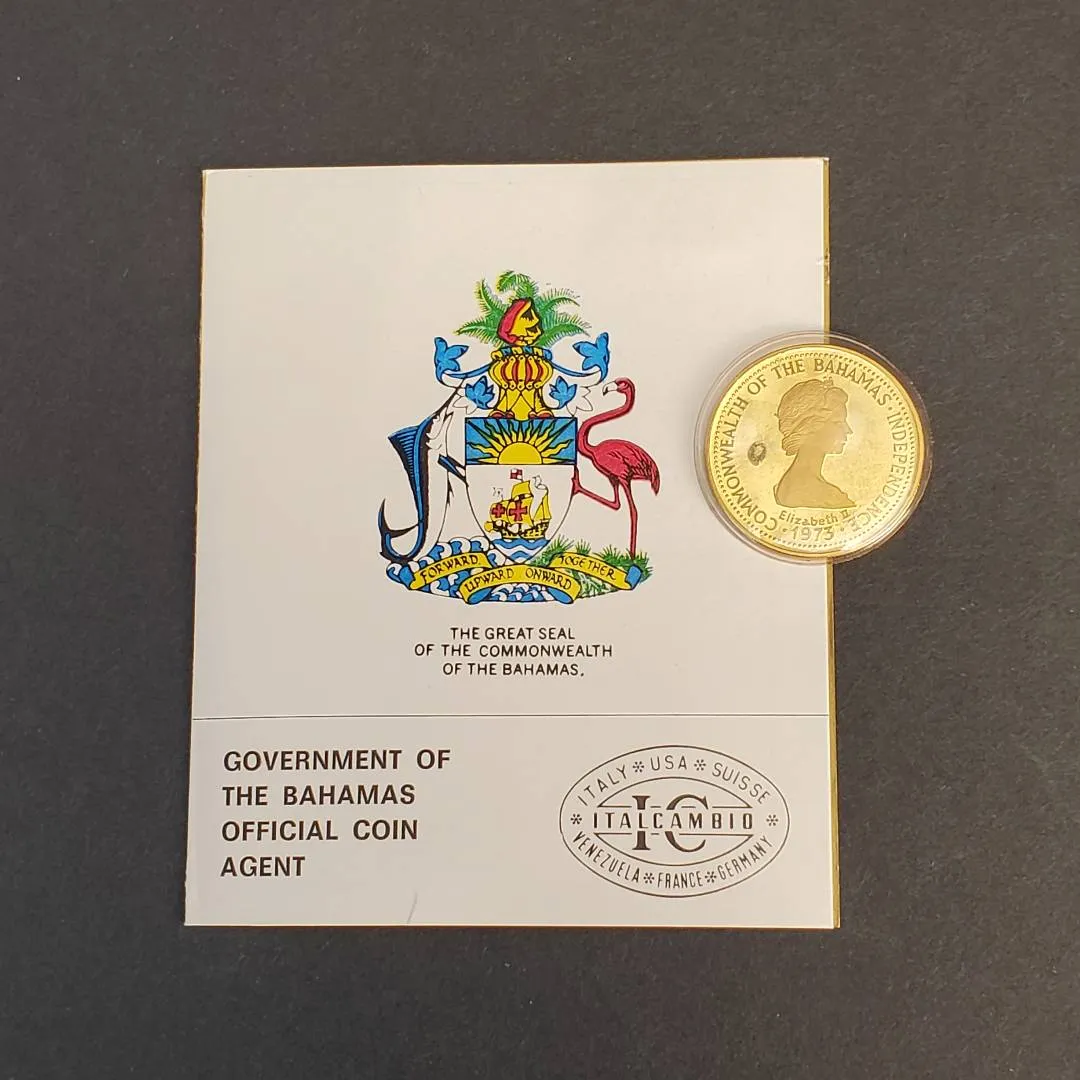 FORWARD UPWARD ONWARD TOGETHER
THE GREAT SEAL
OF THE COMMONWEALTH
OF THE BAHAMAS.
COMMONWEALTH OF THE BAHAMAS · INDEPENDENCE
Elizabeth II
1973
GOVERNMENT OF
THE BAHAMAS
OFFICIAL COIN
AGENT
ITALY * USA * SUISSE
IC
ITALCAMBIO
* VENEZUELA * FRANCE * GERMANY *